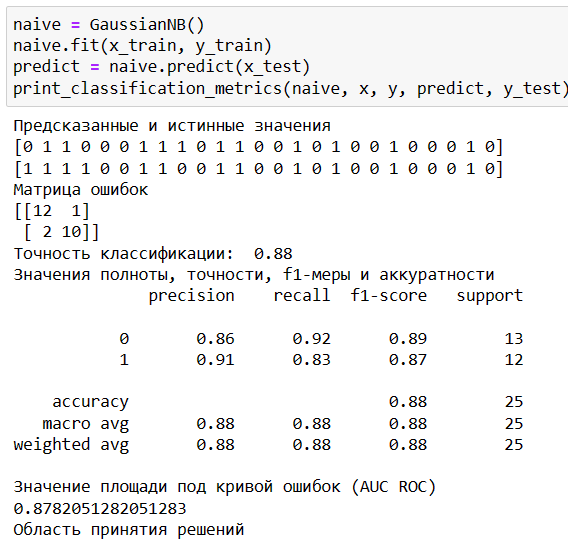 naive = GaussianNB()
naive.fit(x_train, y_train)
predict = naive.predict(x_test)
print_classification_metrics(naive, x, y, predict, y_test)
Предсказанные и истинные значения
[0 1 1 0 0 0 1 1 1 0 1 1 0 0 1 0 1 0 0 1 0 0 0 1 0]
[1 1 1 1 0 0 1 1 0 0 1 1 0 0 1 0 1 0 0 1 0 0 0 1 0]
Матрица ошибок
[[12  1]
 [ 2 10]]
Точность классификации:  0.88
Значения полноты, точности, f1-меры и аккуратности
              precision    recall  f1-score   support

           0       0.86      0.92      0.89        13
           1       0.91      0.83      0.87        12

    accuracy                           0.88        25
   macro avg       0.88      0.88      0.88        25
weighted avg       0.88      0.88      0.88        25

Значение площади под кривой ошибок (AUC ROC)
0.8782051282051283
Область принятия решений